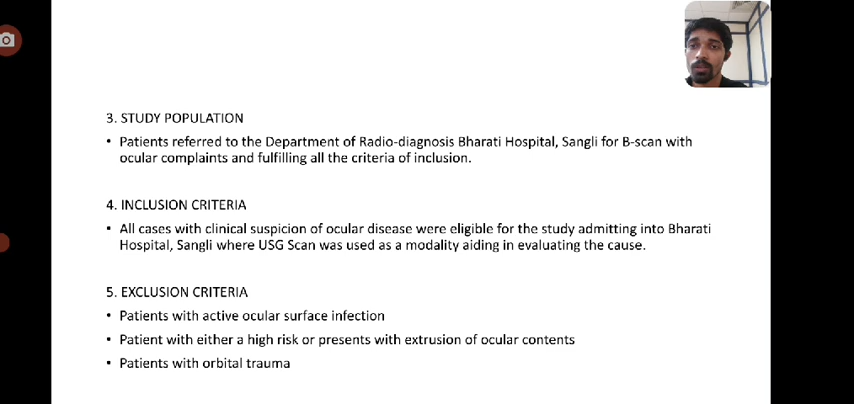 3. STUDY POPULATION
• Patients referred to the Department of Radio-diagnosis Bharati Hospital, Sangli for B-scan with
ocular complaints and fulfilling all the criteria of inclusion.
4. INCLUSION CRITERIA
• All cases with clinical suspicion of ocular disease were eligible for the study admitting into Bharati
Hospital, Sangli where USG Scan was used as a modality aiding in evaluating the cause.
5. EXCLUSION CRITERIA
• Patients with active ocular surface infection
• Patient with either a high risk or presents with extrusion of ocular contents
• Patients with orbital trauma